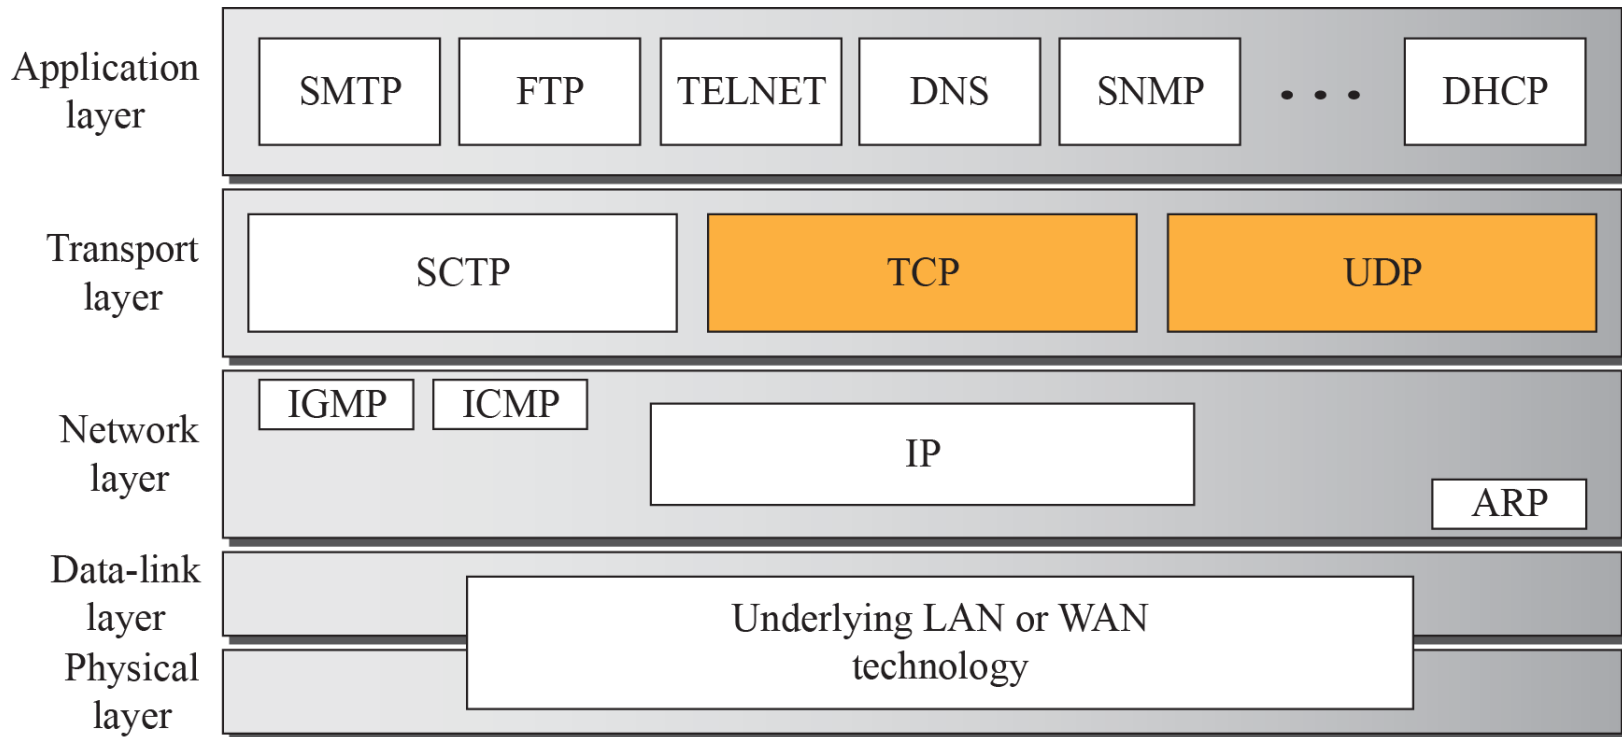 Application
layer
SMTP
FTP
TELNET
DNS
SNMP
. . .
DHCP
Transport
layer
SCTP
TCP
UDP
Network
layer
IGMP
ICMP
IP
ARP
Data-link
layer
Physical
layer
Underlying LAN or WAN
technology